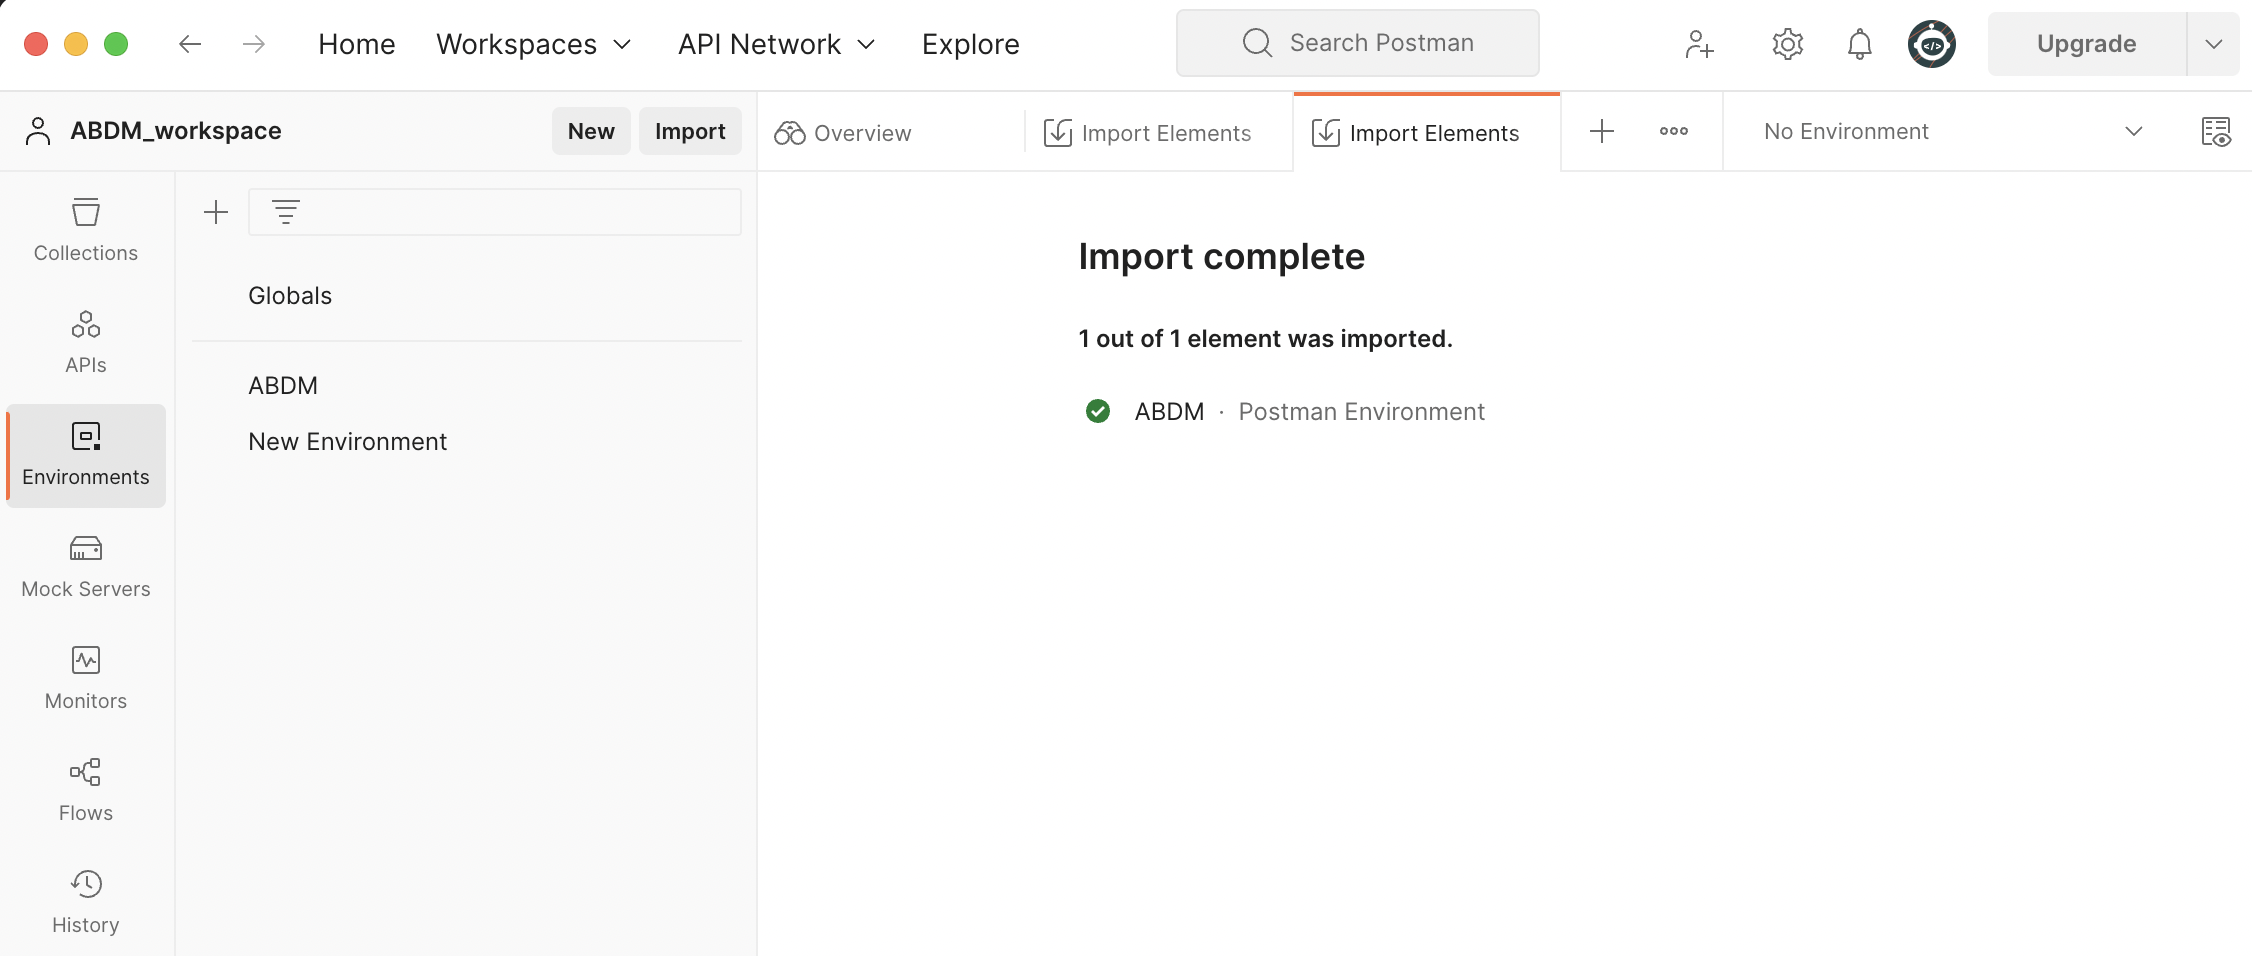 Home Workspaces API Network Explore Search Postman Upgrade
ABDM_workspace New Import Overview Import Elements Import Elements No Environment
Collections
APIs
Environments
Mock Servers
Monitors
Flows
History
Globals
ABDM
New Environment
Import complete
1 out of 1 element was imported.
ABDM · Postman Environment